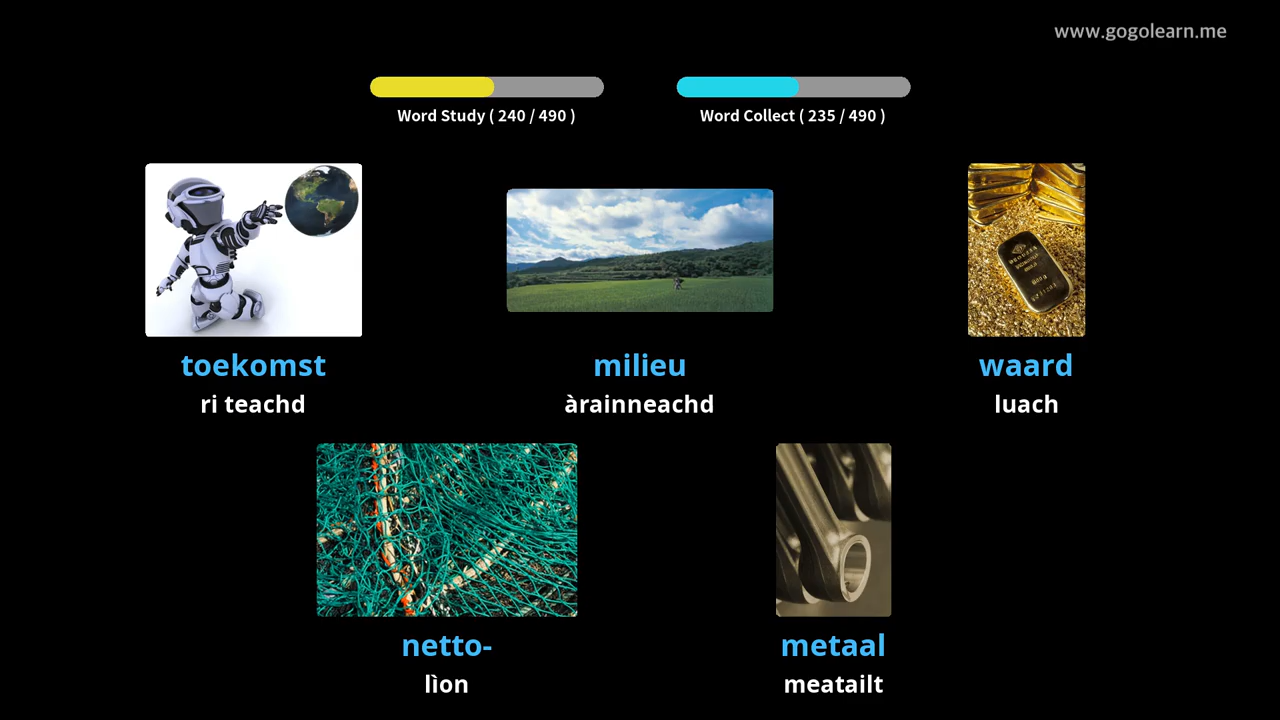 www.gogolearn.me
Word Study ( 240 / 490 )
Word Collect ( 235 / 490 )
toekomst
ri teachd
milieu
àrainneachd
waard
luach
netto-
lìon
metaal
meatailt